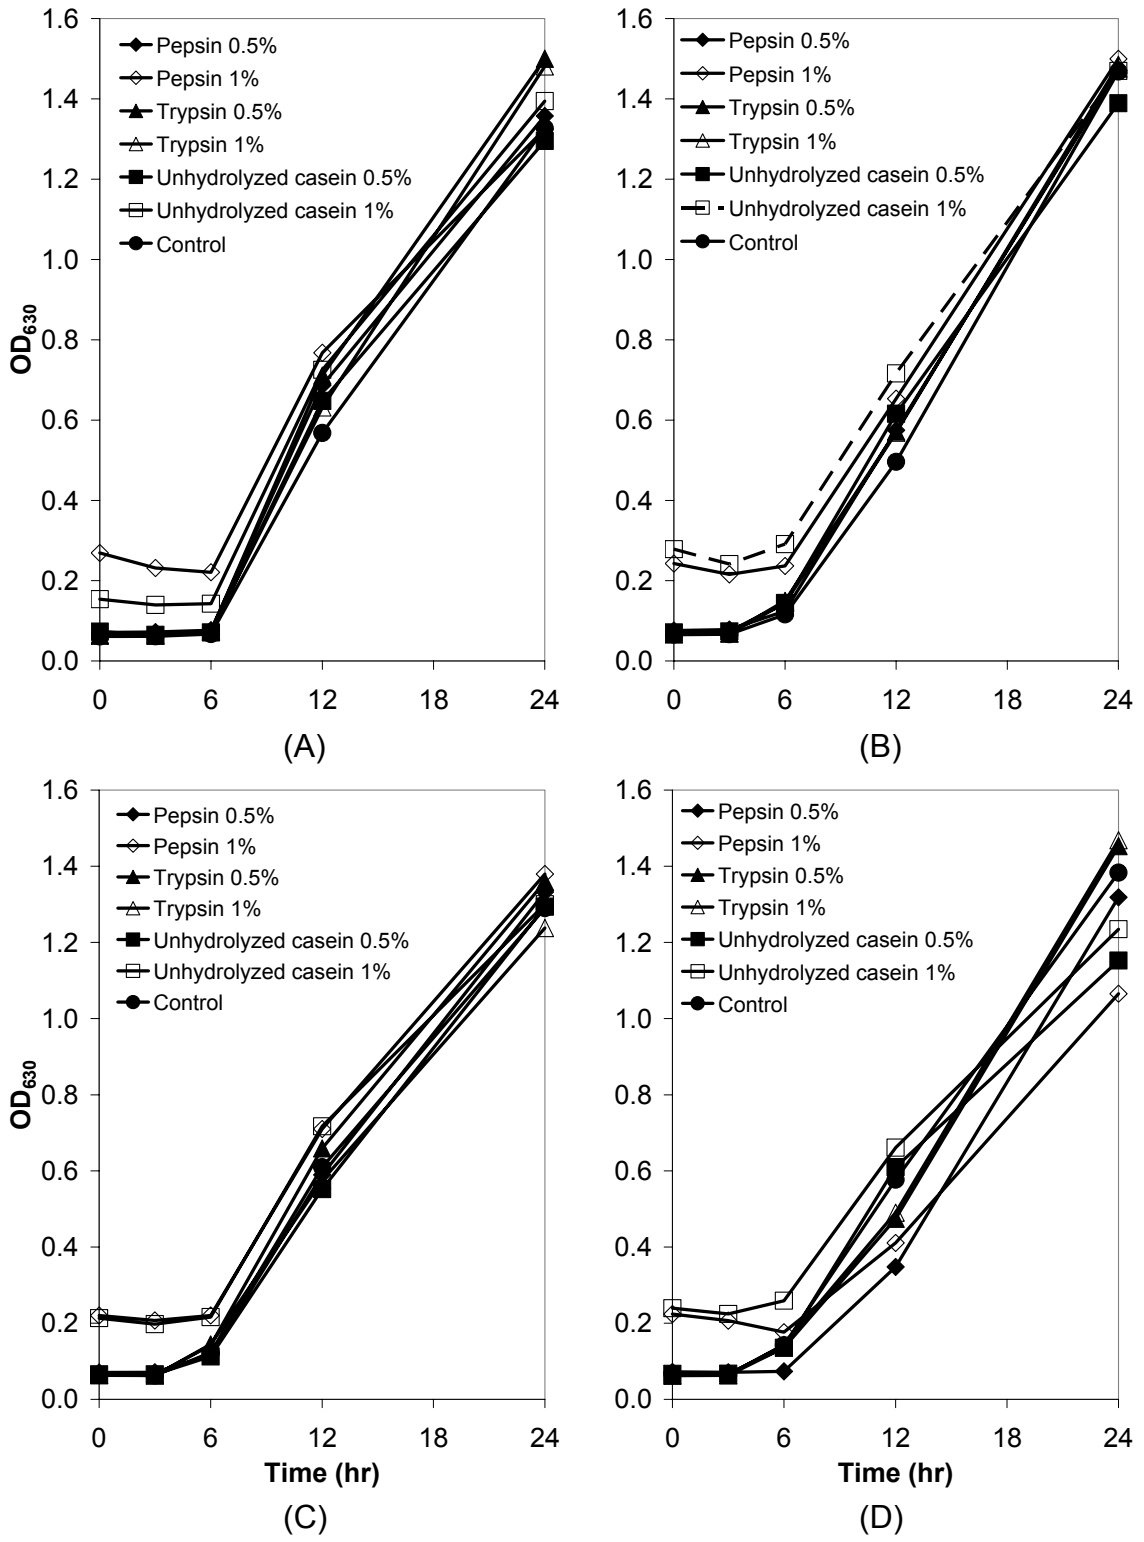 1.6
1.4
1.2
1.0
0.8
0.6
0.4
0.2
0.0
OD630
Pepsin 0.5%
Pepsin 1%
Trypsin 0.5%
Trypsin 1%
Unhydrolyzed casein 0.5%
Unhydrolyzed casein 1%
Control
0 6 12 18 24
(A)
1.6
1.4
1.2
1.0
0.8
0.6
0.4
0.2
0.0
Pepsin 0.5%
Pepsin 1%
Trypsin 0.5%
Trypsin 1%
Unhydrolyzed casein 0.5%
Unhydrolyzed casein 1%
Control
0 6 12 18 24
(B)
1.6
1.4
1.2
1.0
0.8
0.6
0.4
0.2
0.0
OD630
Pepsin 0.5%
Pepsin 1%
Trypsin 0.5%
Trypsin 1%
Unhydrolyzed casein 0.5%
Unhydrolyzed casein 1%
Control
0 6 12 18 24
Time (hr)
(C)
1.6
1.4
1.2
1.0
0.8
0.6
0.4
0.2
0.0
Pepsin 0.5%
Pepsin 1%
Trypsin 0.5%
Trypsin 1%
Unhydrolyzed casein 0.5%
Unhydrolyzed casein 1%
Control
0 6 12 18 24
Time (hr)
(D)